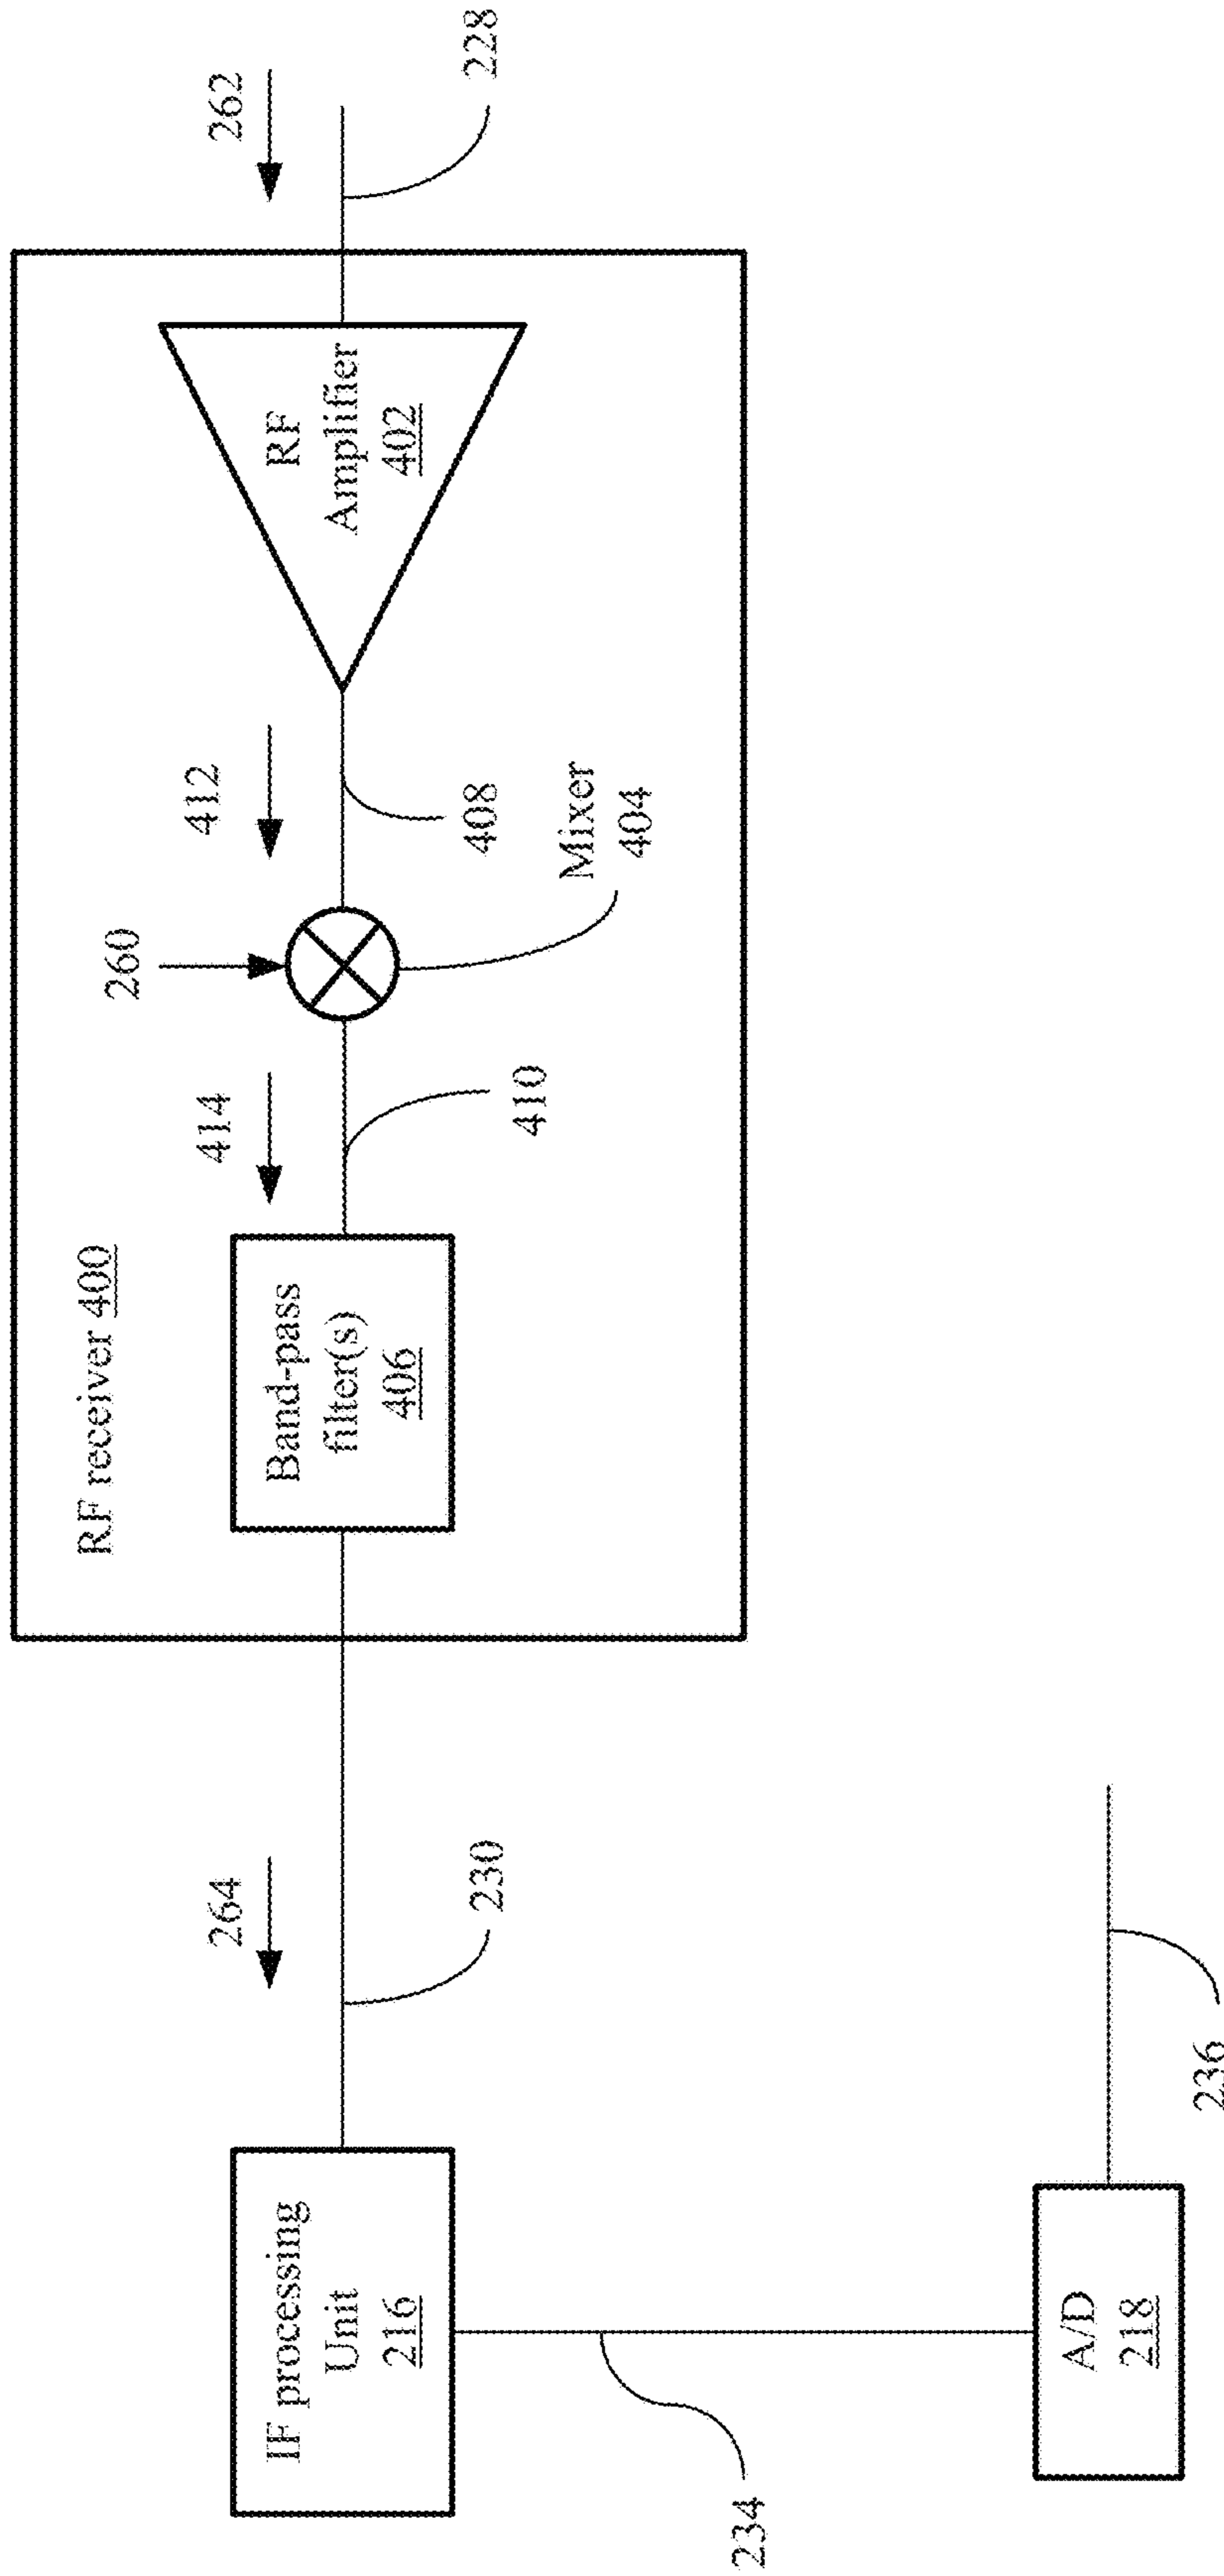 RF receiver 400
262
228
RF
Amplifier
402
412
408
260
Mixer
404
414
410
Band-pass
filter(s)
406
264
230
IF processing
Unit
216
234
A/D
218
236